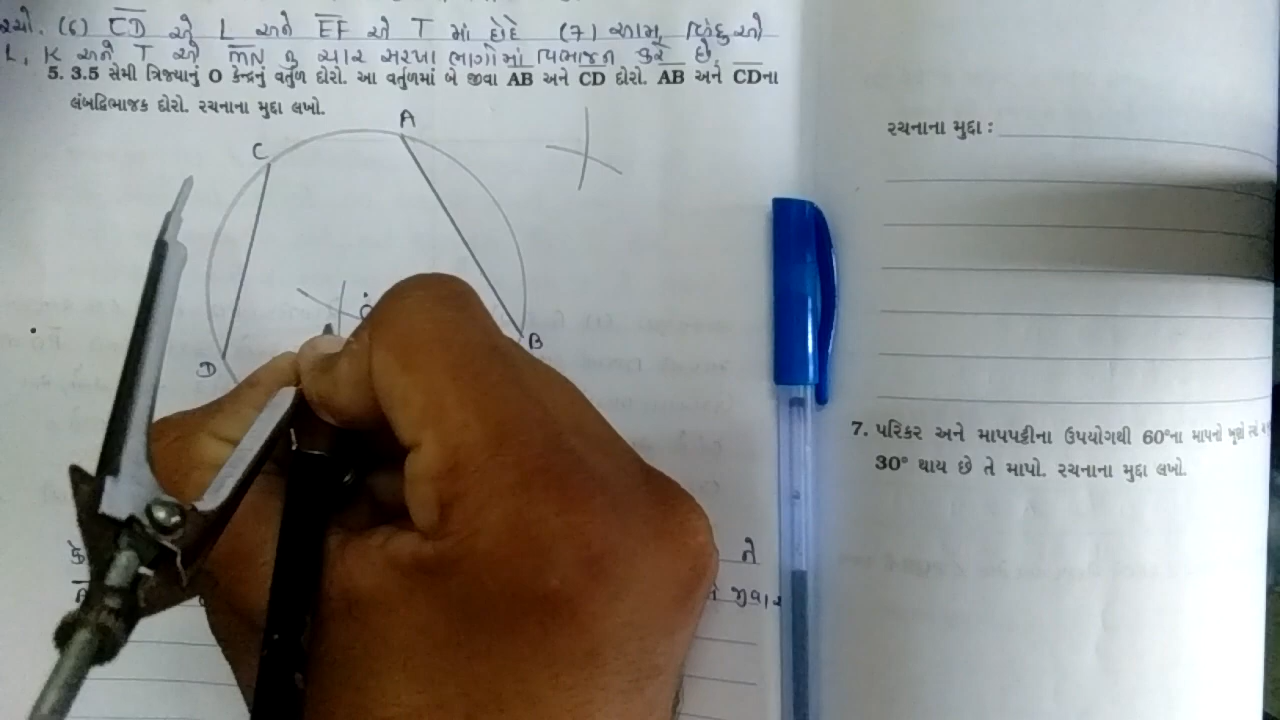 રચો. (6) CD એ L અને EF એ T માં છેદે (7) આમ, બિંદુઓ
L, K અને T એ MN નુ ચાર સરખા ભાગોમાં વિભાજન કરે છે.
5. 3.5 સેમી ત્રિજ્યાનું O કેન્દ્રનું વર્તુળ દોરો. આ વર્તુળમાં બે જીવા AB અને CD દોરો. AB અને CDના
લંબદ્વિભાજક દોરો. રચનાના મુદ્દા લખો.
A
C
O
B
D
ને
જીવા
રચનાના મુદ્દા :
7. પરિકર અને માપપટ્ટીના ઉપયોગથી 60°ના માપનો ખૂણો
30° થાય છે તે માપો. રચનાના મુદ્દા લખો.